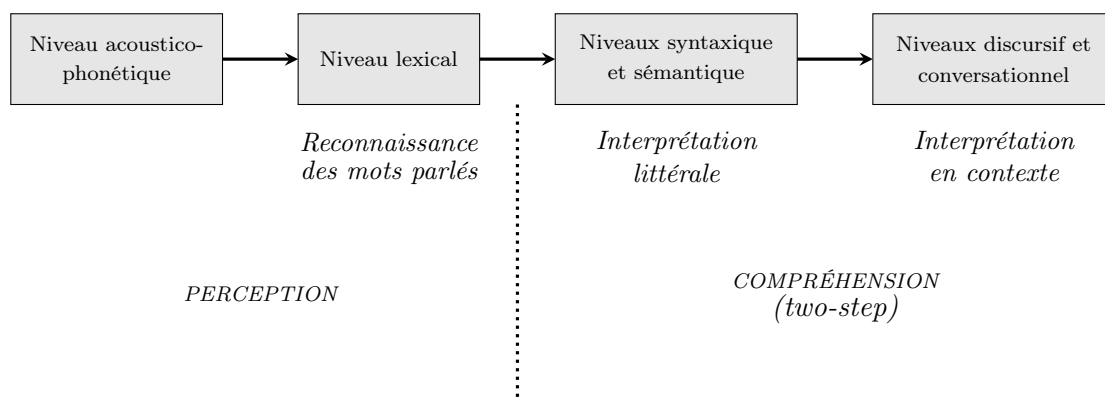 Niveau acoustico-
phonétique
Niveau lexical
Niveaux syntaxique
et sémantique
Niveaux discursif et
conversationnel
Reconnaissance
des mots parlés
Interprétation
littérale
Interprétation
en contexte
PERCEPTION
COMPRÉHENSION
(two-step)